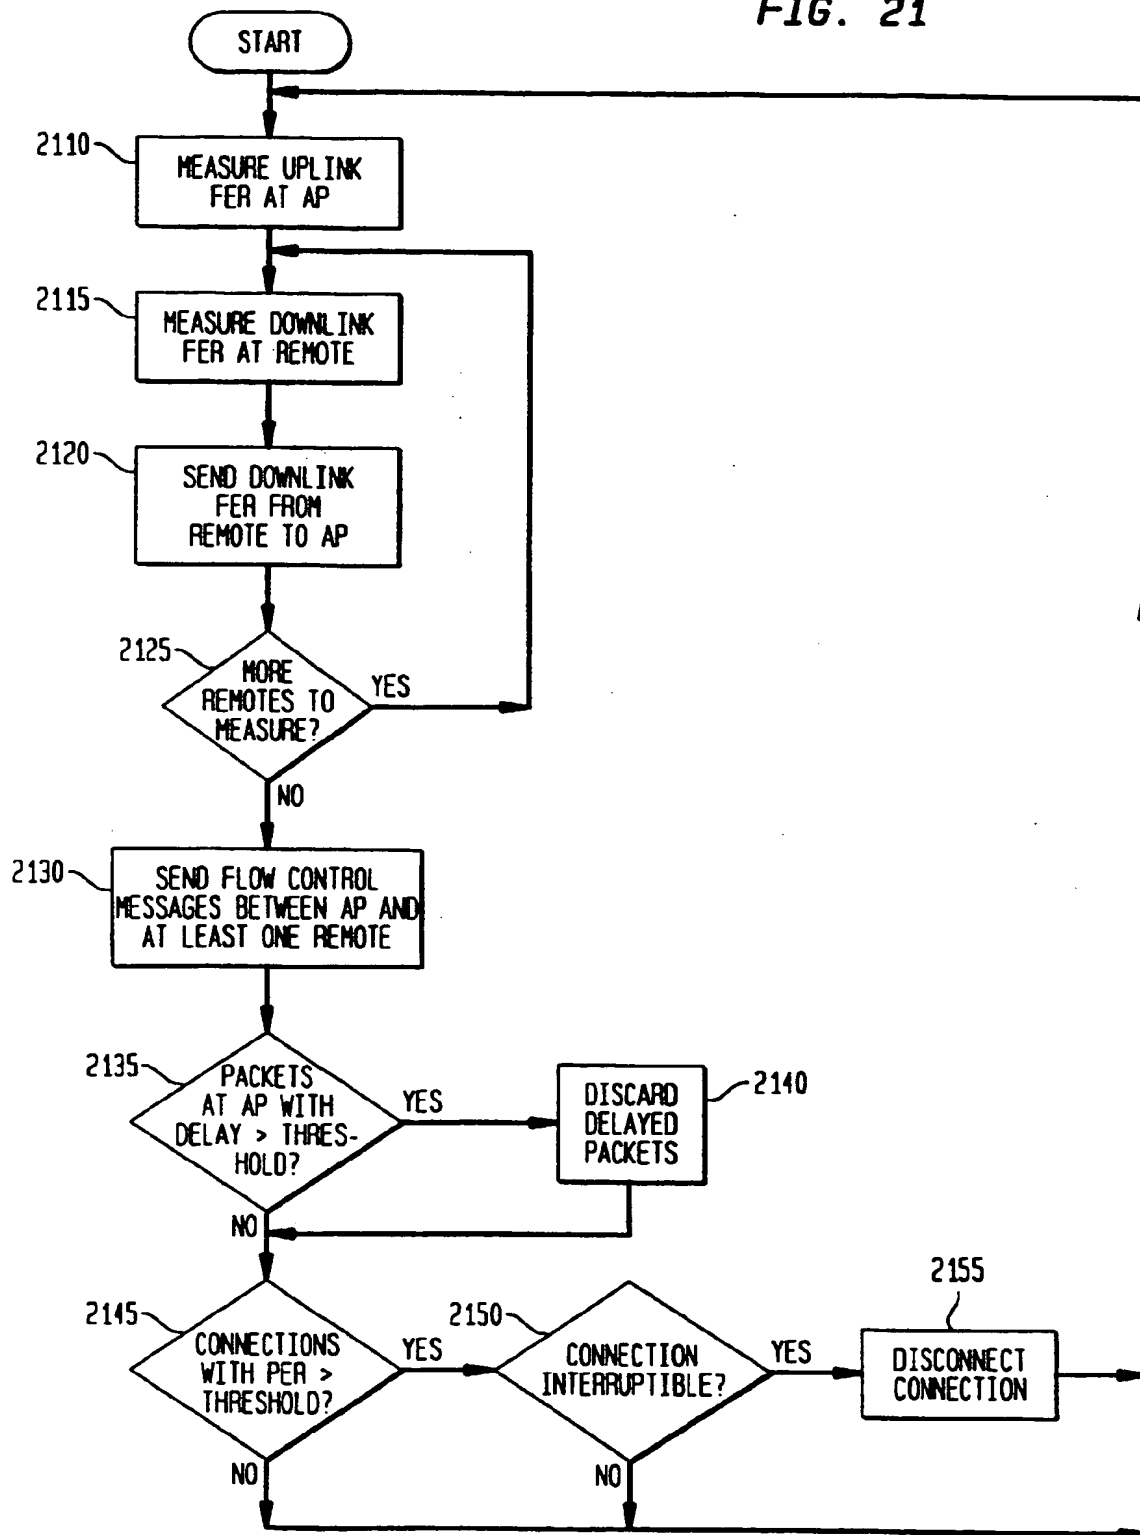 FIG. 21
START
2110
MEASURE UPLINK
FER AT AP
2115
MEASURE DOWNLINK
FER AT REMOTE
2120
SEND DOWNLINK
FER FROM
REMOTE TO AP
2125
MORE
REMOTES TO
MEASURE?
YES
NO
2130
SEND FLOW CONTROL
MESSAGES BETWEEN AP AND
AT LEAST ONE REMOTE
2135
PACKETS
AT AP WITH
DELAY > THRES-
HOLD?
YES
2140
DISCARD
DELAYED
PACKETS
NO
2145
CONNECTIONS
WITH PER >
THRESHOLD?
YES
2150
CONNECTION
INTERRUPTIBLE?
YES
2155
DISCONNECT
CONNECTION
NO
NO